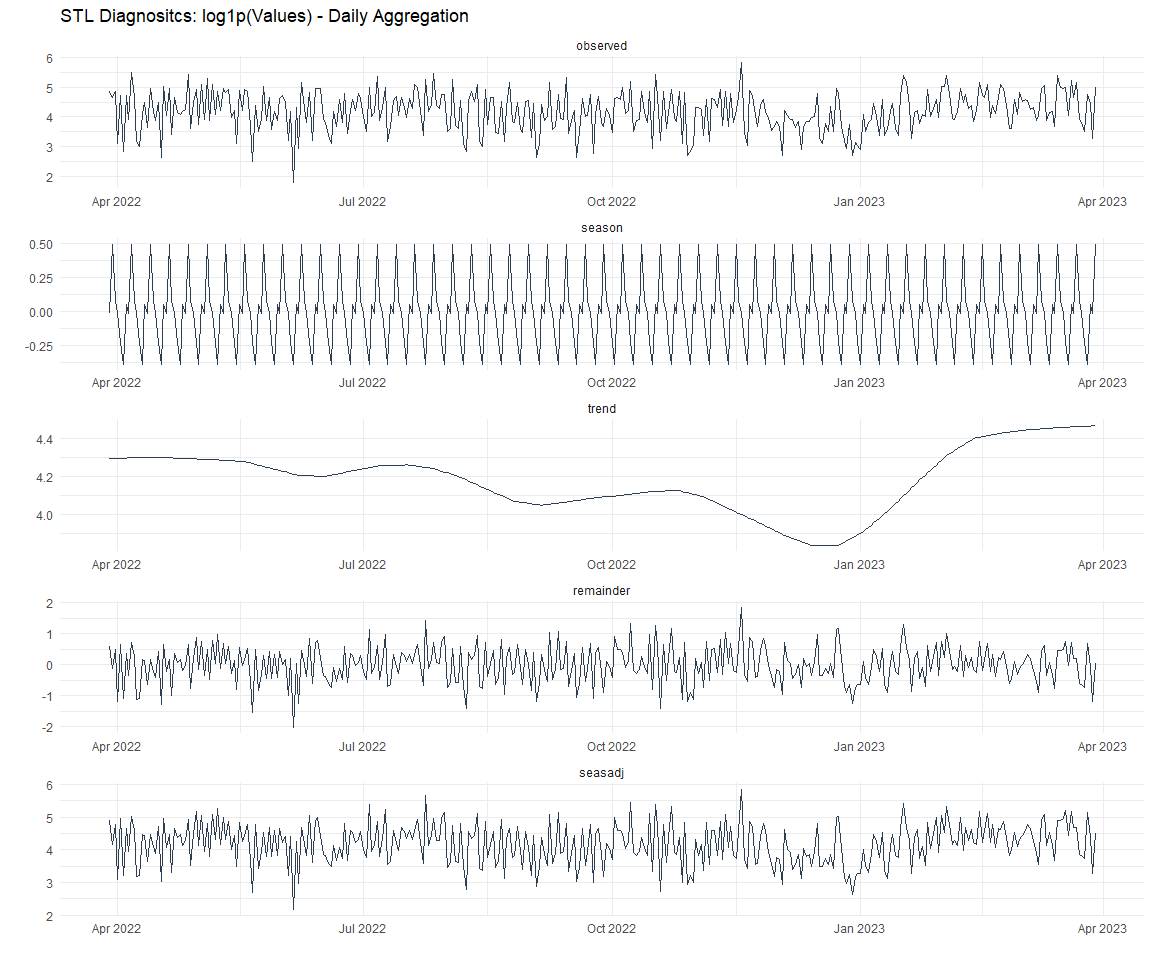 STL Diagnositcs: log1p(Values) - Daily Aggregation
observed
6
5
4
3
2
Apr 2022 Jul 2022 Oct 2022 Jan 2023 Apr 2023
season
0.50
0.25
0.00
-0.25
Apr 2022 Jul 2022 Oct 2022 Jan 2023 Apr 2023
trend
4.4
4.2
4.0
Apr 2022 Jul 2022 Oct 2022 Jan 2023 Apr 2023
remainder
2
1
0
-1
-2
Apr 2022 Jul 2022 Oct 2022 Jan 2023 Apr 2023
seasadj
6
5
4
3
2
Apr 2022 Jul 2022 Oct 2022 Jan 2023 Apr 2023